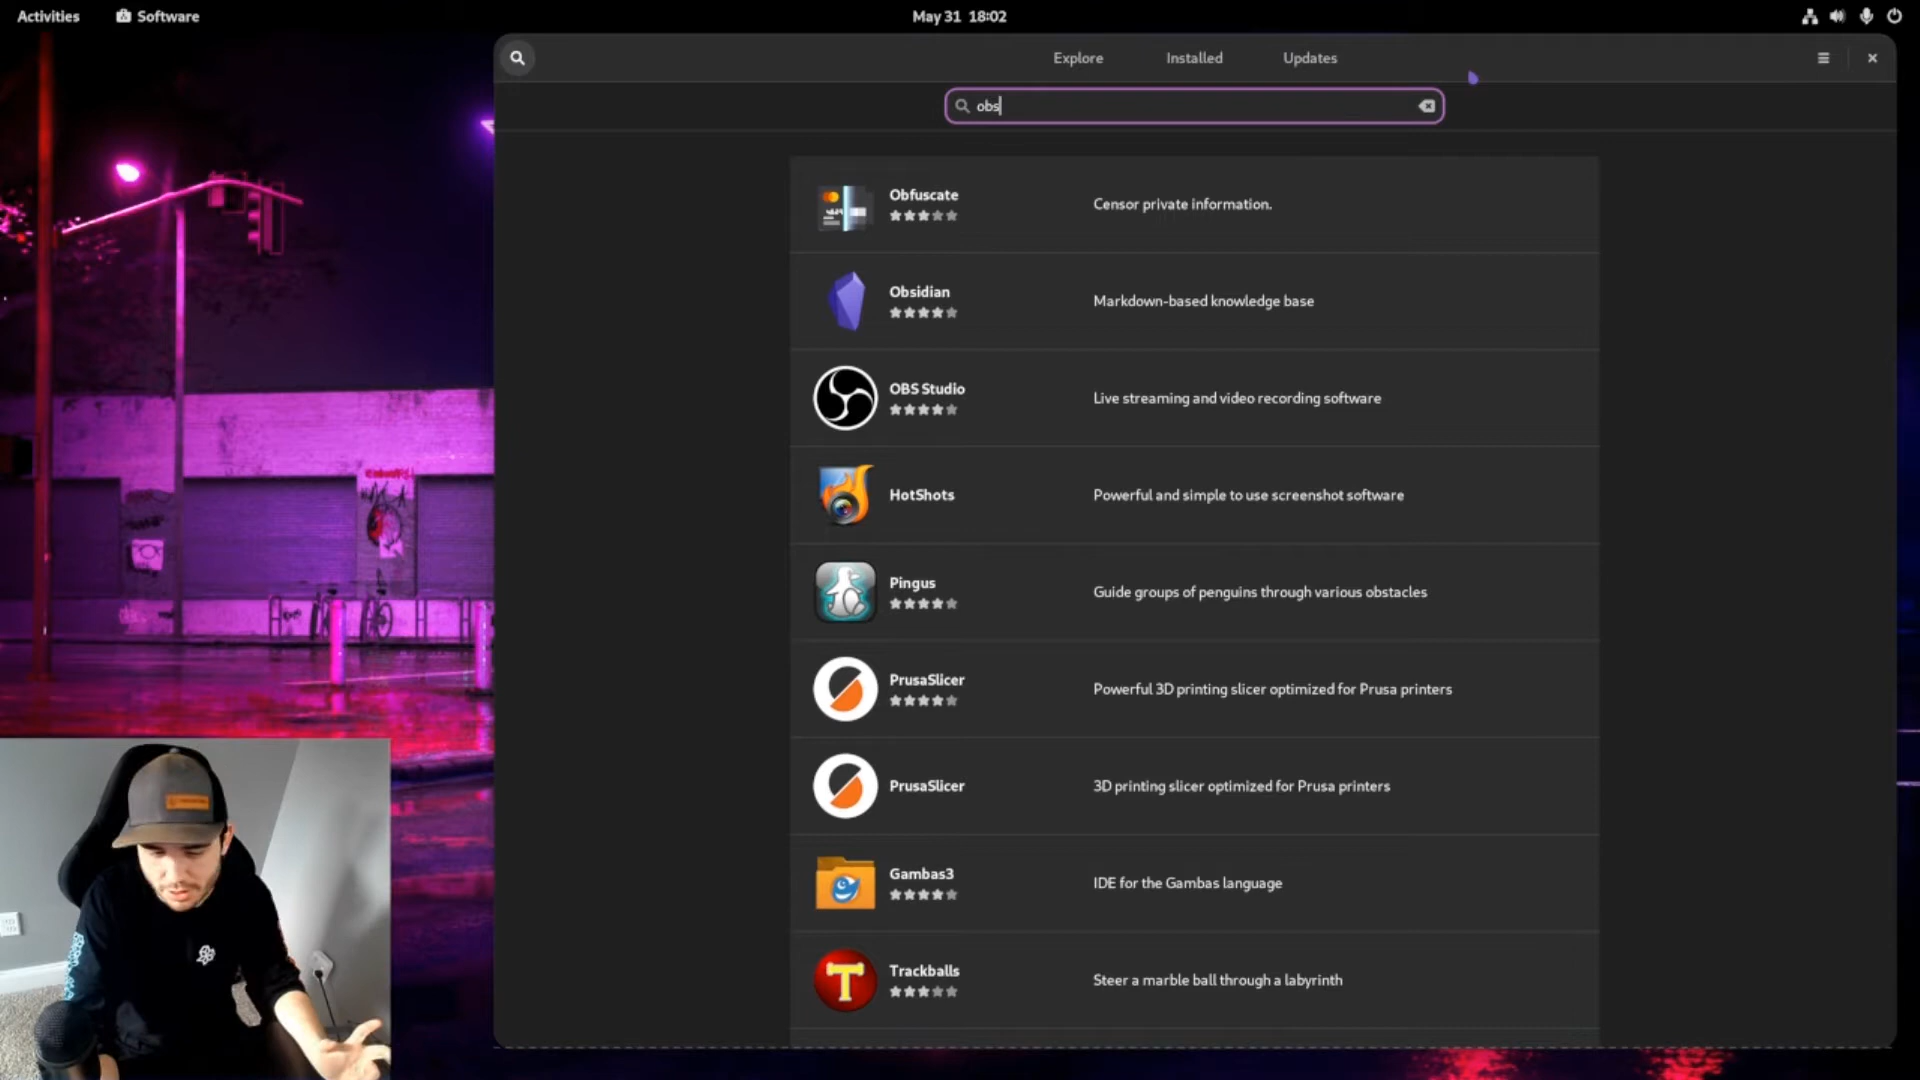 Activities
Software
May 31 18:02
Explore
Installed
Updates
obs
Obfuscate
Censor private information.
Obsidian
Markdown-based knowledge base
OBS Studio
Live streaming and video recording software
HotShots
Powerful and simple to use screenshot software
Pingus
Guide groups of penguins through various obstacles
PrusaSlicer
Powerful 3D printing slicer optimized for Prusa printers
PrusaSlicer
3D printing slicer optimized for Prusa printers
Gambas3
IDE for the Gambas language
T
Trackballs
Steer a marble ball through a labyrinth